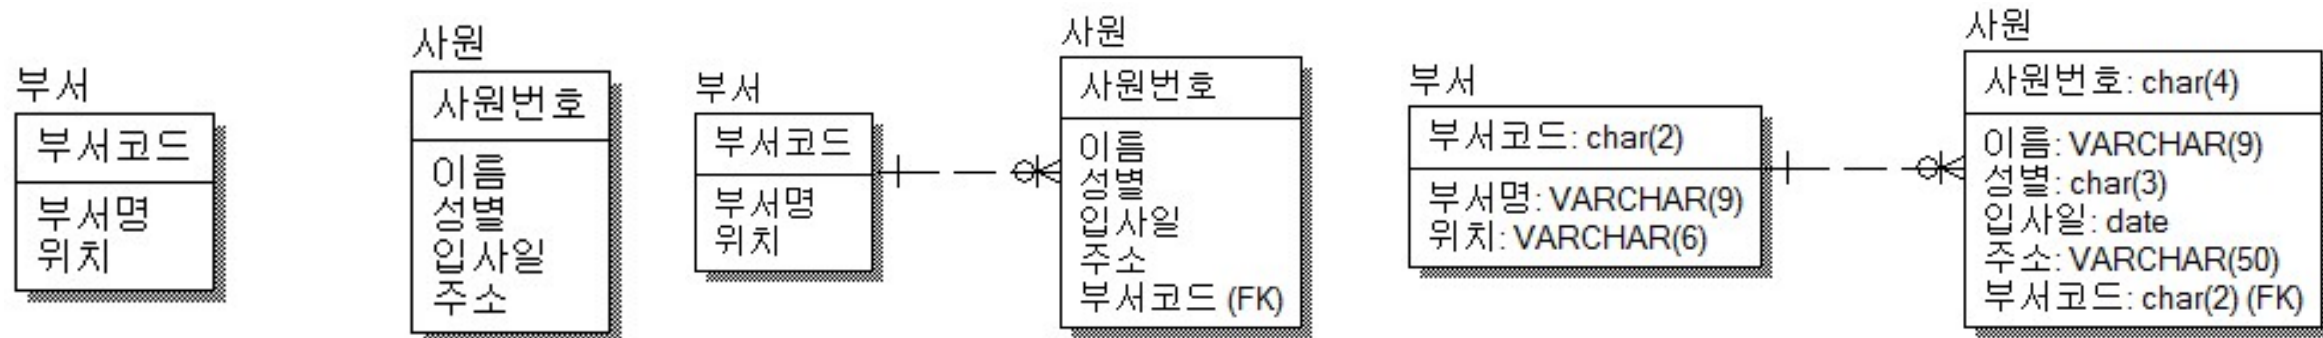 부서
부서코드
부서명
위치
사원
사원번호
이름
성별
입사일
주소
부서
부서코드
부서명
위치
사원
사원번호
이름
성별
입사일
주소
부서코드 (FK)
부서
부서코드: char(2)
부서명: VARCHAR(9)
위치: VARCHAR(6)
사원
사원번호: char(4)
이름: VARCHAR(9)
성별: char(3)
입사일: date
주소: VARCHAR(50)
부서코드: char(2) (FK)